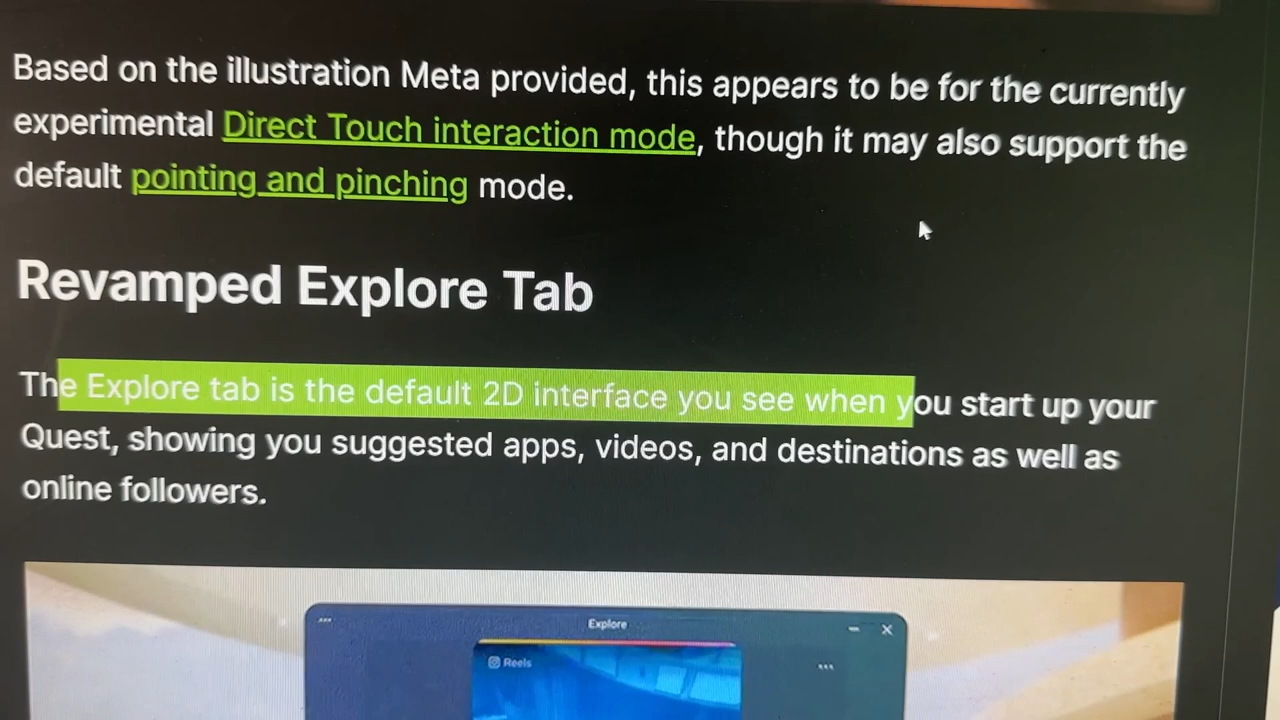 Based on the illustration Meta provided, this appears to be for the currently
experimental Direct Touch interaction mode, though it may also support the
default pointing and pinching mode.
Revamped Explore Tab
The Explore tab is the default 2D interface you see when you start up your
Quest, showing you suggested apps, videos, and destinations as well as
online followers.
Explore
Reels